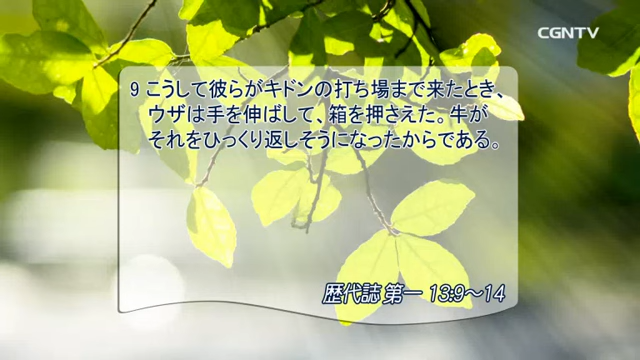 CGNTV
9 こうして彼らがキドンの打ち場まで来たとき、
ウザは手を伸ばして、箱を押さえた。牛が
それをひっくり返しそうになったからである。
歴代誌 第一 13:9〜14